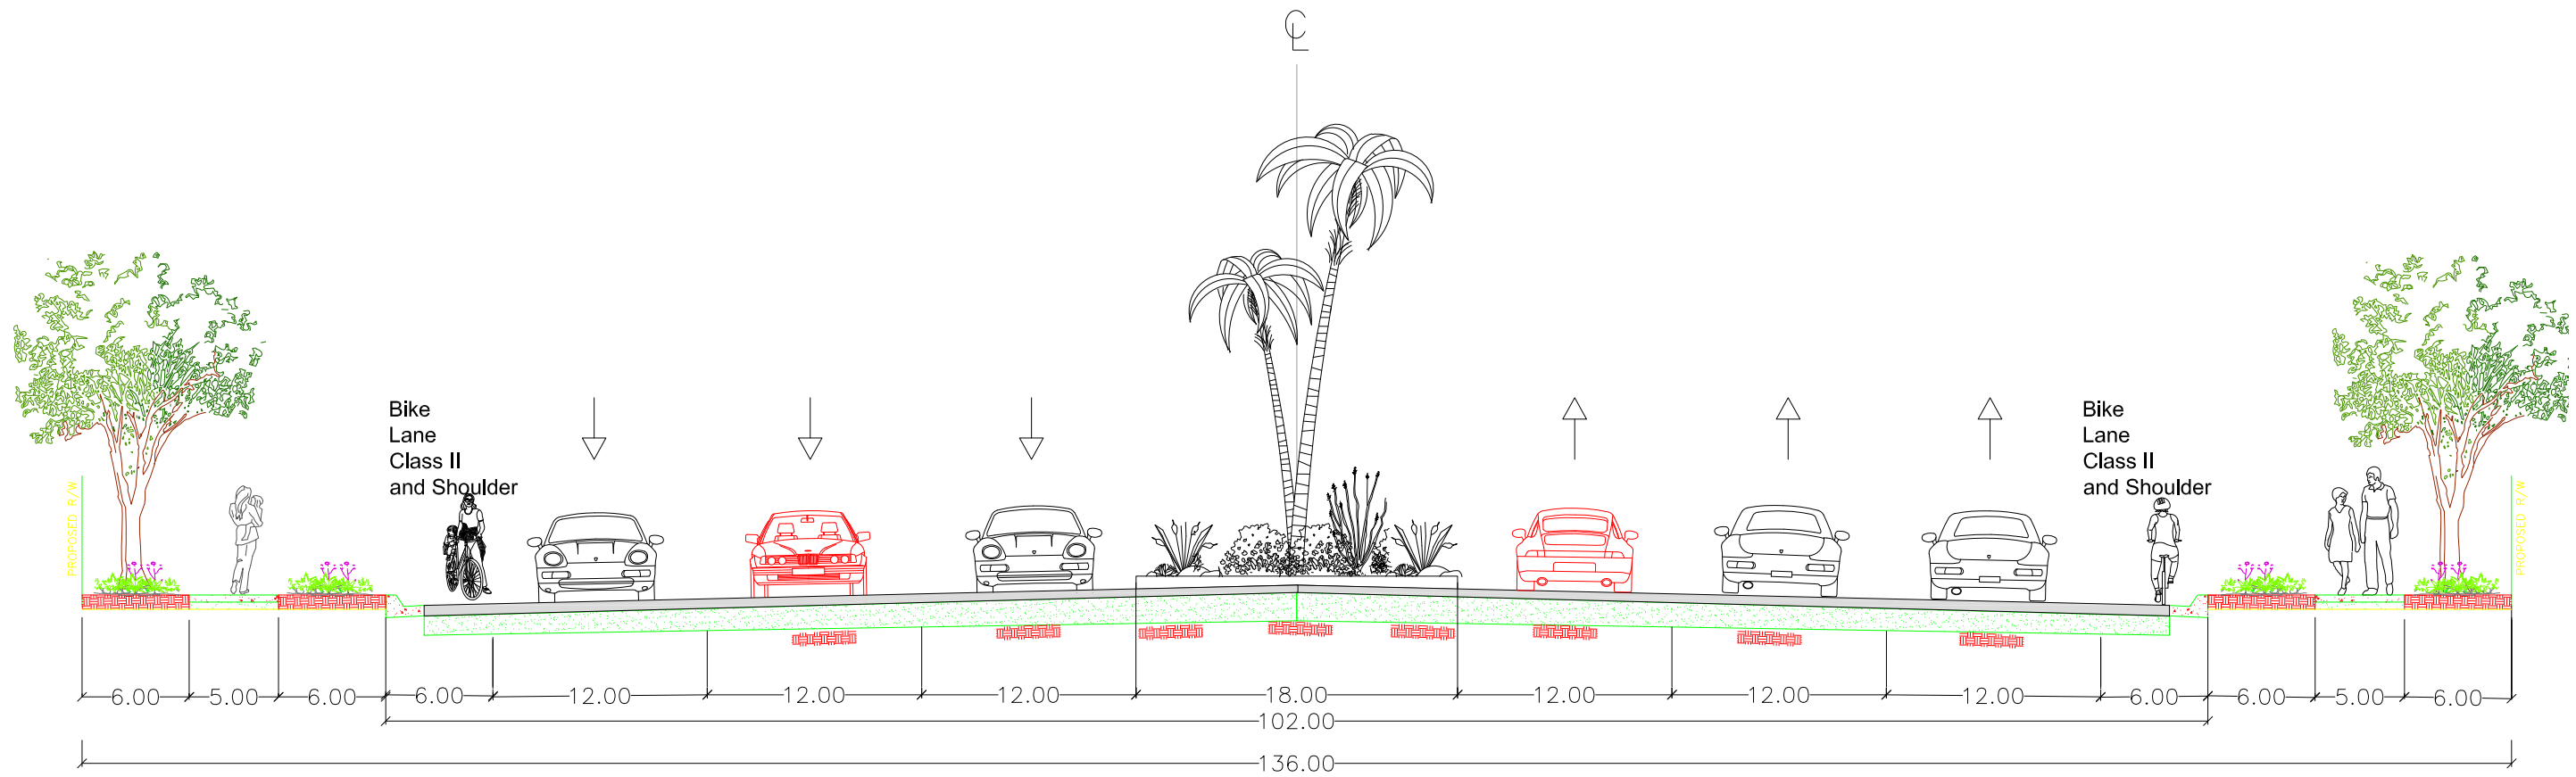 ℄
Bike
Lane
Class II
and Shoulder
Bike
Lane
Class II
and Shoulder
PROPOSED R/W
PROPOSED R/W
6.00 5.00 6.00 6.00 12.00 12.00 12.00 18.00 12.00 12.00 12.00 6.00 6.00 5.00 6.00
102.00
136.00